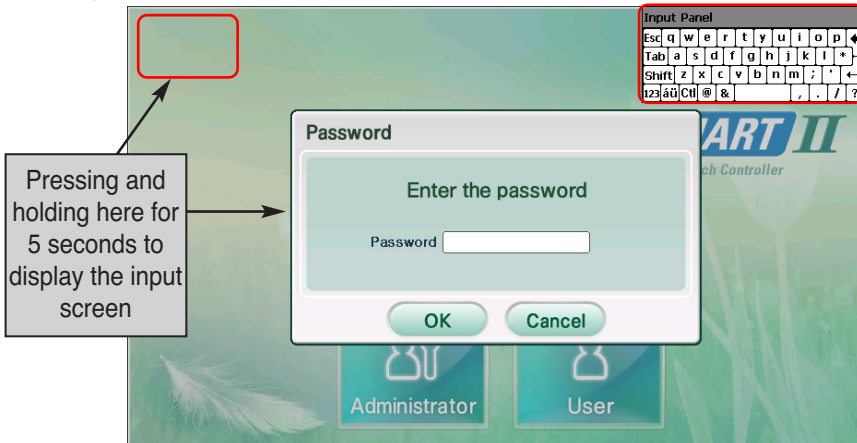 Input Panel
Esc q w e r t y u i o p
Tab a s d f g h j k l *
Shift z x c v b n m ; '
123 áü Ctl @ & , . / ?
ART II
ch Controller
Password
Enter the password
Password
OK Cancel
Pressing and
holding here for
5 seconds to
display the input
screen
Administrator User